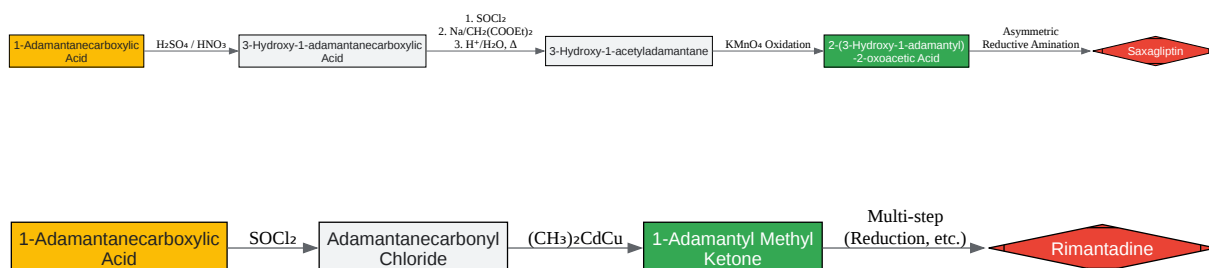 1-Adamantanecarboxylic
Acid
H₂SO₄ / HNO₃
3-Hydroxy-1-adamantanecarboxylic
Acid
1. SOCl₂
2. Na/CH₂(COOEt)₂
3. H⁺/H₂O, Δ
3-Hydroxy-1-acetyladamantane
KMnO₄ Oxidation
2-(3-Hydroxy-1-adamantyl)
-2-oxoacetic Acid
Asymmetric
Reductive Amination
Saxagliptin
1-Adamantanecarboxylic
Acid
SOCl₂
Adamantanecarbonyl
Chloride
(CH₃)₂CdCu
1-Adamantyl Methyl
Ketone
Multi-step
(Reduction, etc.)
Rimantadine